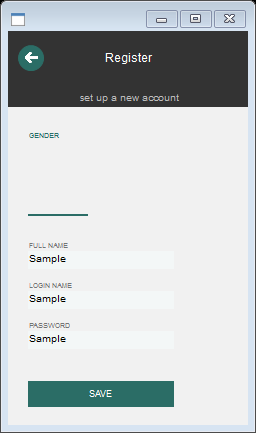 Register
set up a new account
GENDER
FULL NAME
Sample
LOGIN NAME
Sample
PASSWORD
Sample
SAVE